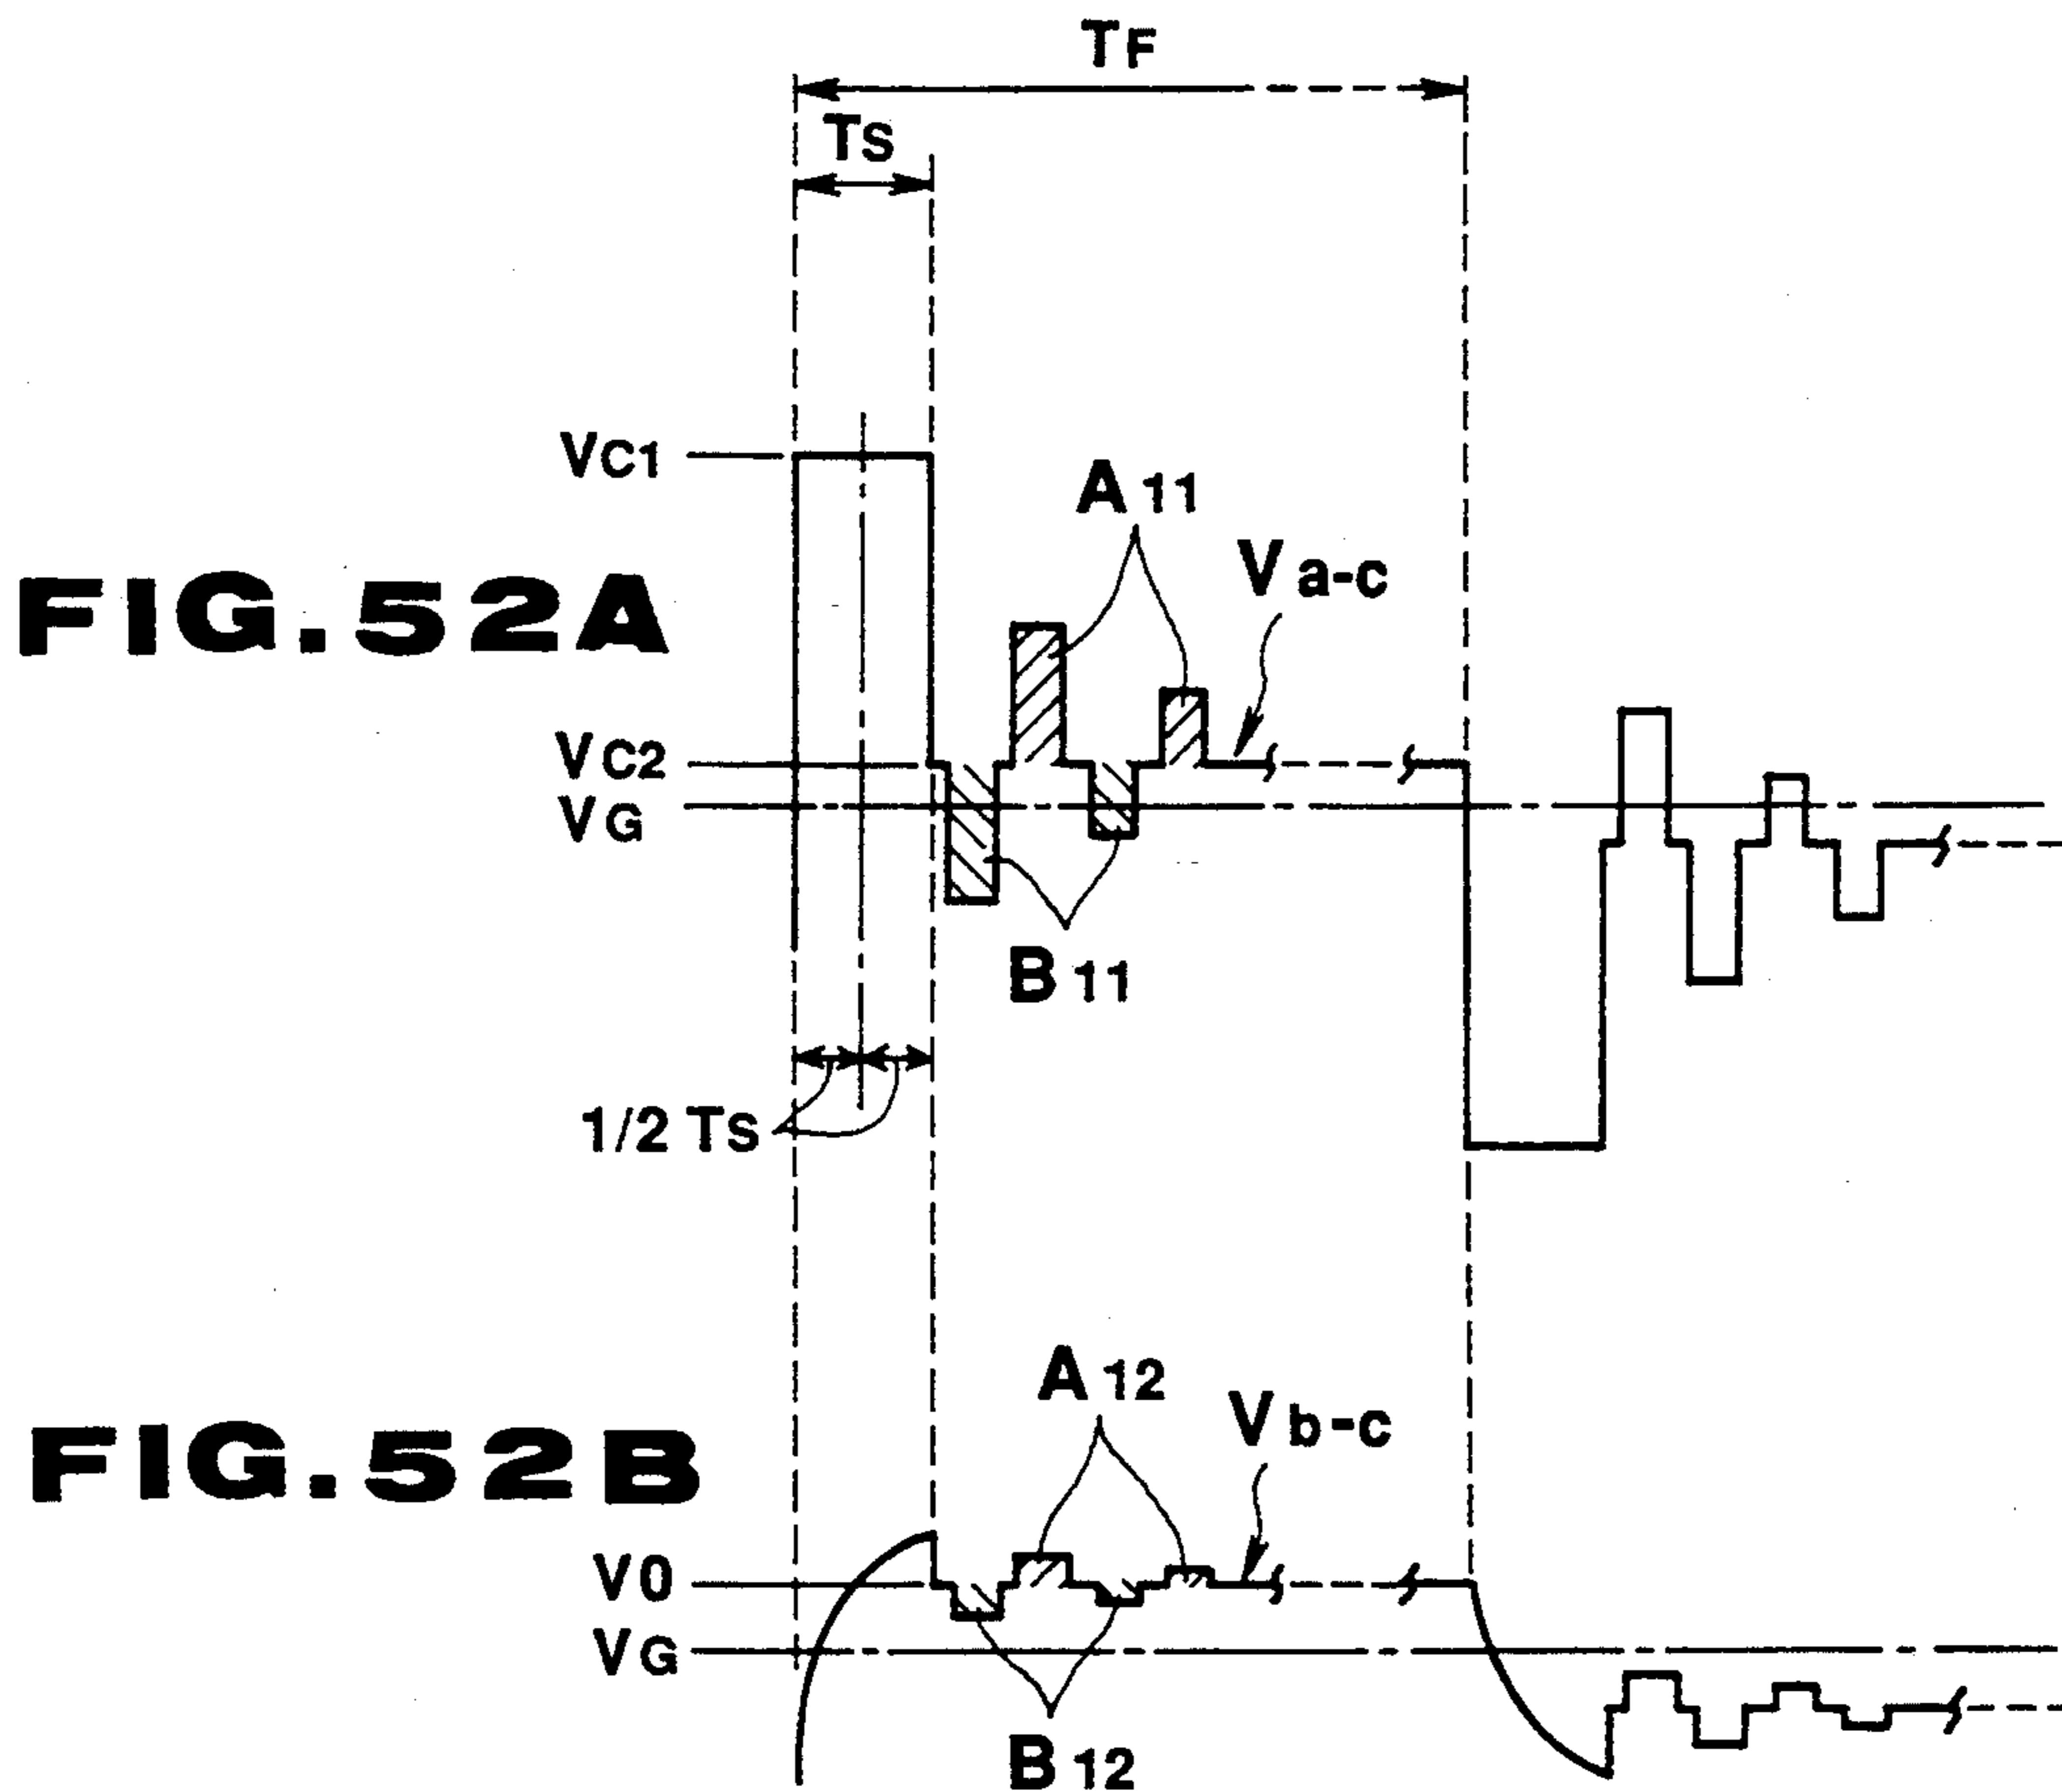 TF
TS
VC1
A11
Va-c
FIG.52A
VC2
VG
B11
1/2 TS
A12
Vb-c
FIG.52B
V0
VG
B12